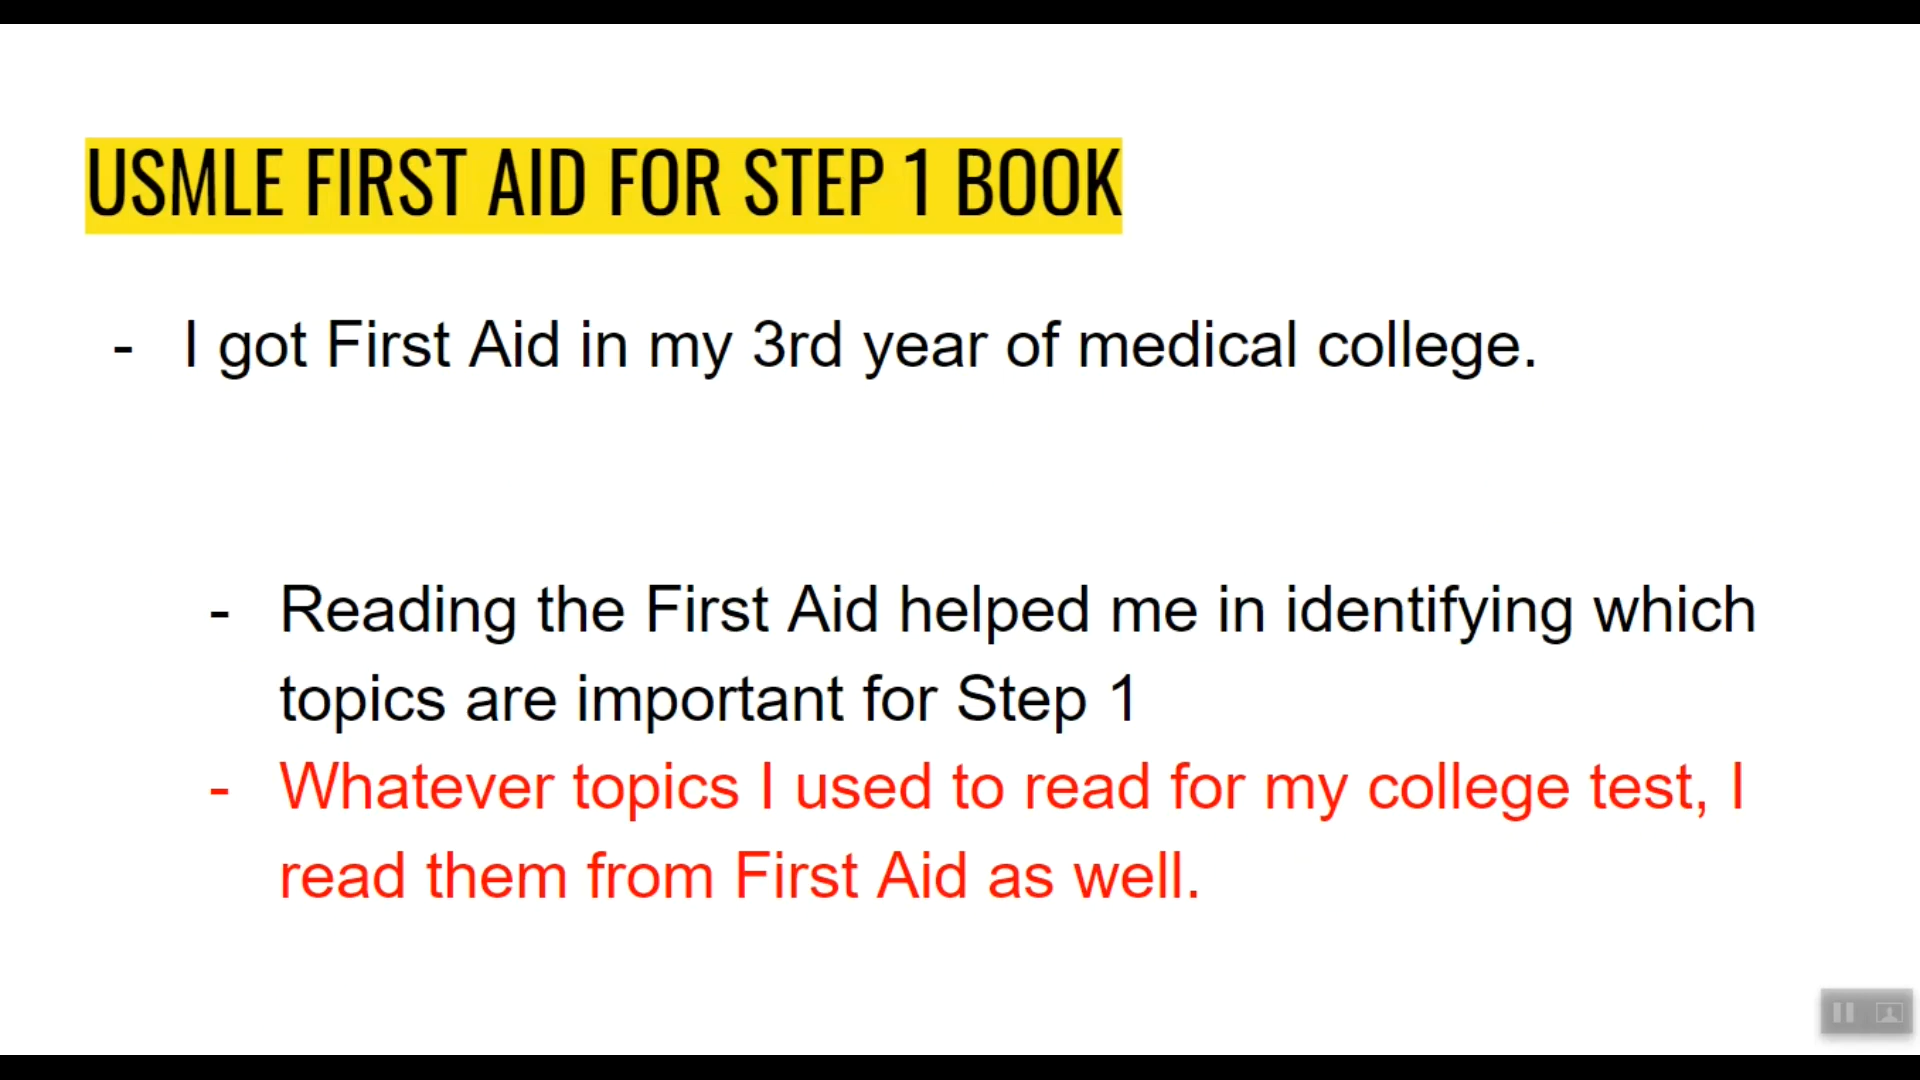 USMLE FIRST AID FOR STEP 1 BOOK
- I got First Aid in my 3rd year of medical college.
- Reading the First Aid helped me in identifying which
topics are important for Step 1
- Whatever topics I used to read for my college test, I
read them from First Aid as well.